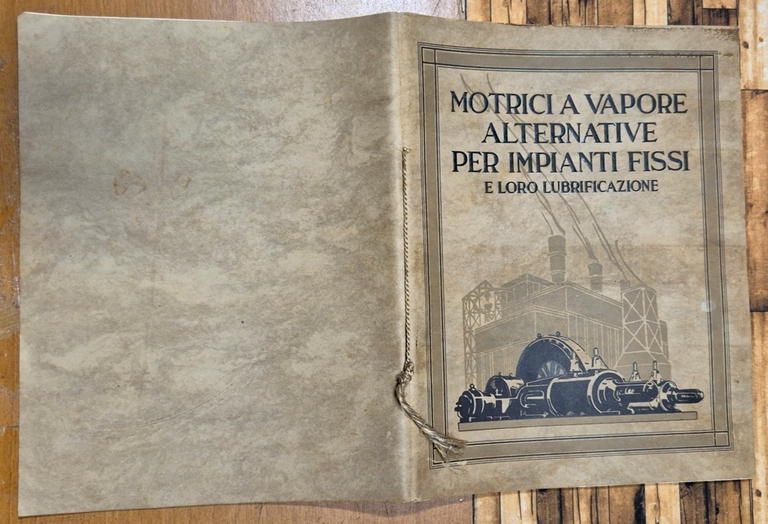 MOTRICI A VAPORE
ALTERNATIVE
PER IMPIANTI FISSI
E LORO LUBRIFICAZIONE